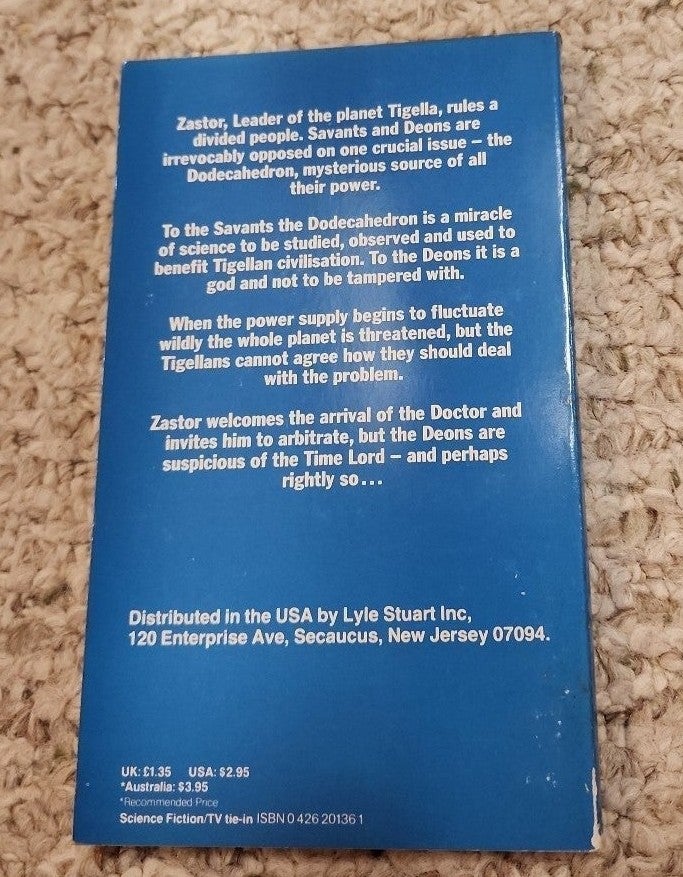 Zastor, Leader of the planet Tigella, rules a
divided people. Savants and Deons are
irrevocably opposed on one crucial issue – the
Dodecahedron, mysterious source of all
their power.
To the Savants the Dodecahedron is a miracle
of science to be studied, observed and used to
benefit Tigellan civilisation. To the Deons it is a
god and not to be tampered with.
When the power supply begins to fluctuate
wildly the whole planet is threatened, but the
Tigellans cannot agree how they should deal
with the problem.
Zastor welcomes the arrival of the Doctor and
invites him to arbitrate, but the Deons are
suspicious of the Time Lord – and perhaps
rightly so...
Distributed in the USA by Lyle Stuart Inc,
120 Enterprise Ave, Secaucus, New Jersey 07094.
UK: £1.35 USA: $2.95
*Australia: $3.95
*Recommended Price
Science Fiction/TV tie-in ISBN 0 426 20136 1